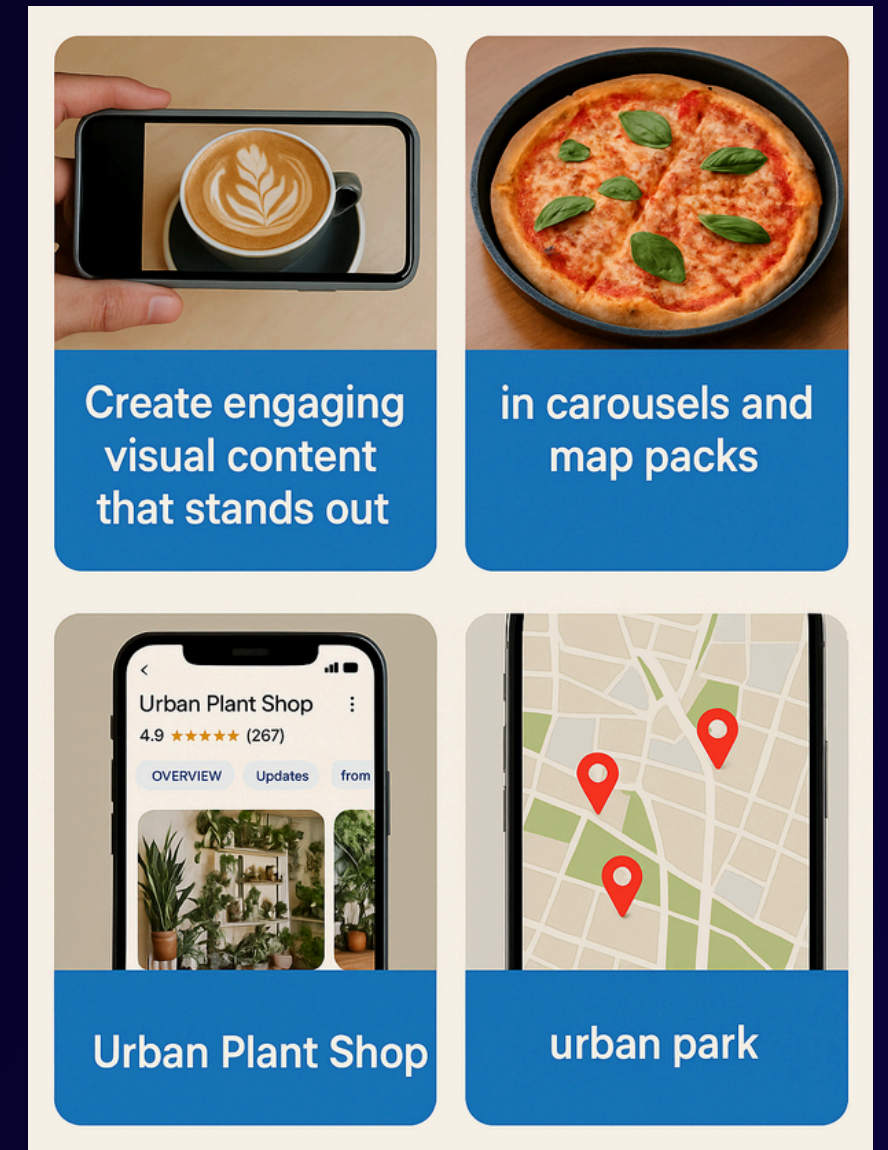 Create engaging
visual content
that stands out
in carousels and
map packs
Urban Plant Shop
4.9 ★★★★★ (267)
OVERVIEW Updates from
Urban Plant Shop
urban park